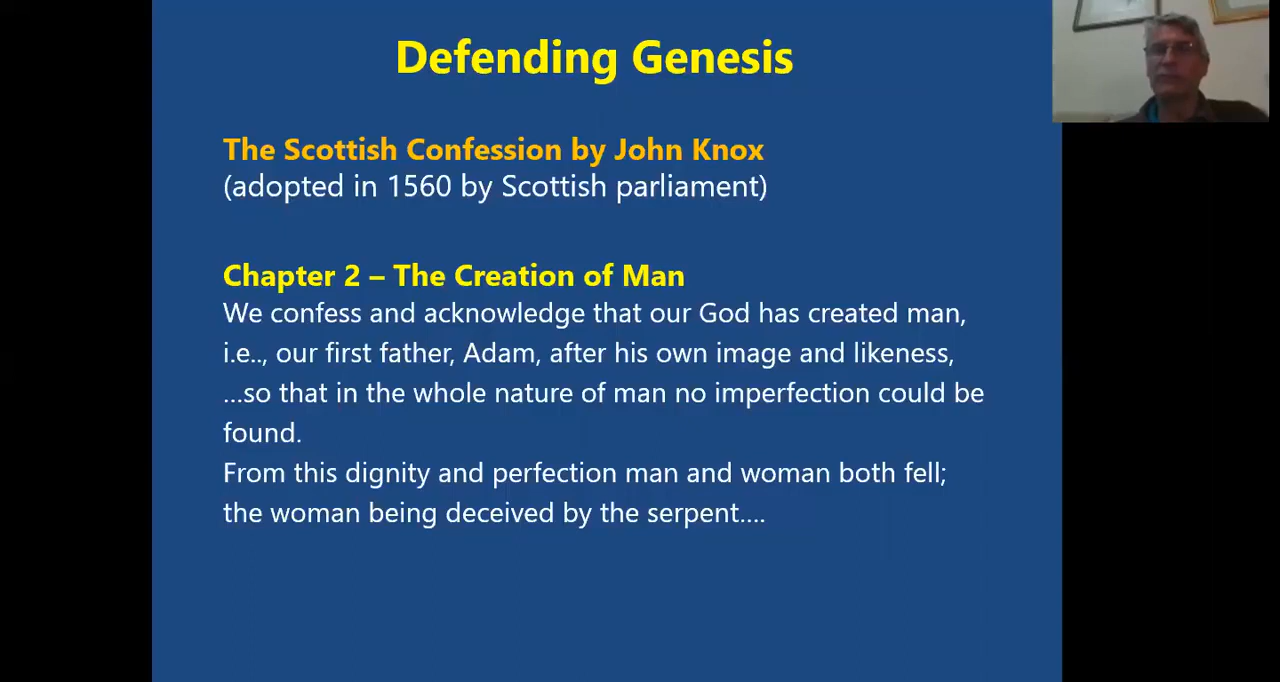 Defending Genesis
The Scottish Confession by John Knox
(adopted in 1560 by Scottish parliament)
Chapter 2 – The Creation of Man
We confess and acknowledge that our God has created man,
i.e.., our first father, Adam, after his own image and likeness,
...so that in the whole nature of man no imperfection could be
found.
From this dignity and perfection man and woman both fell;
the woman being deceived by the serpent....